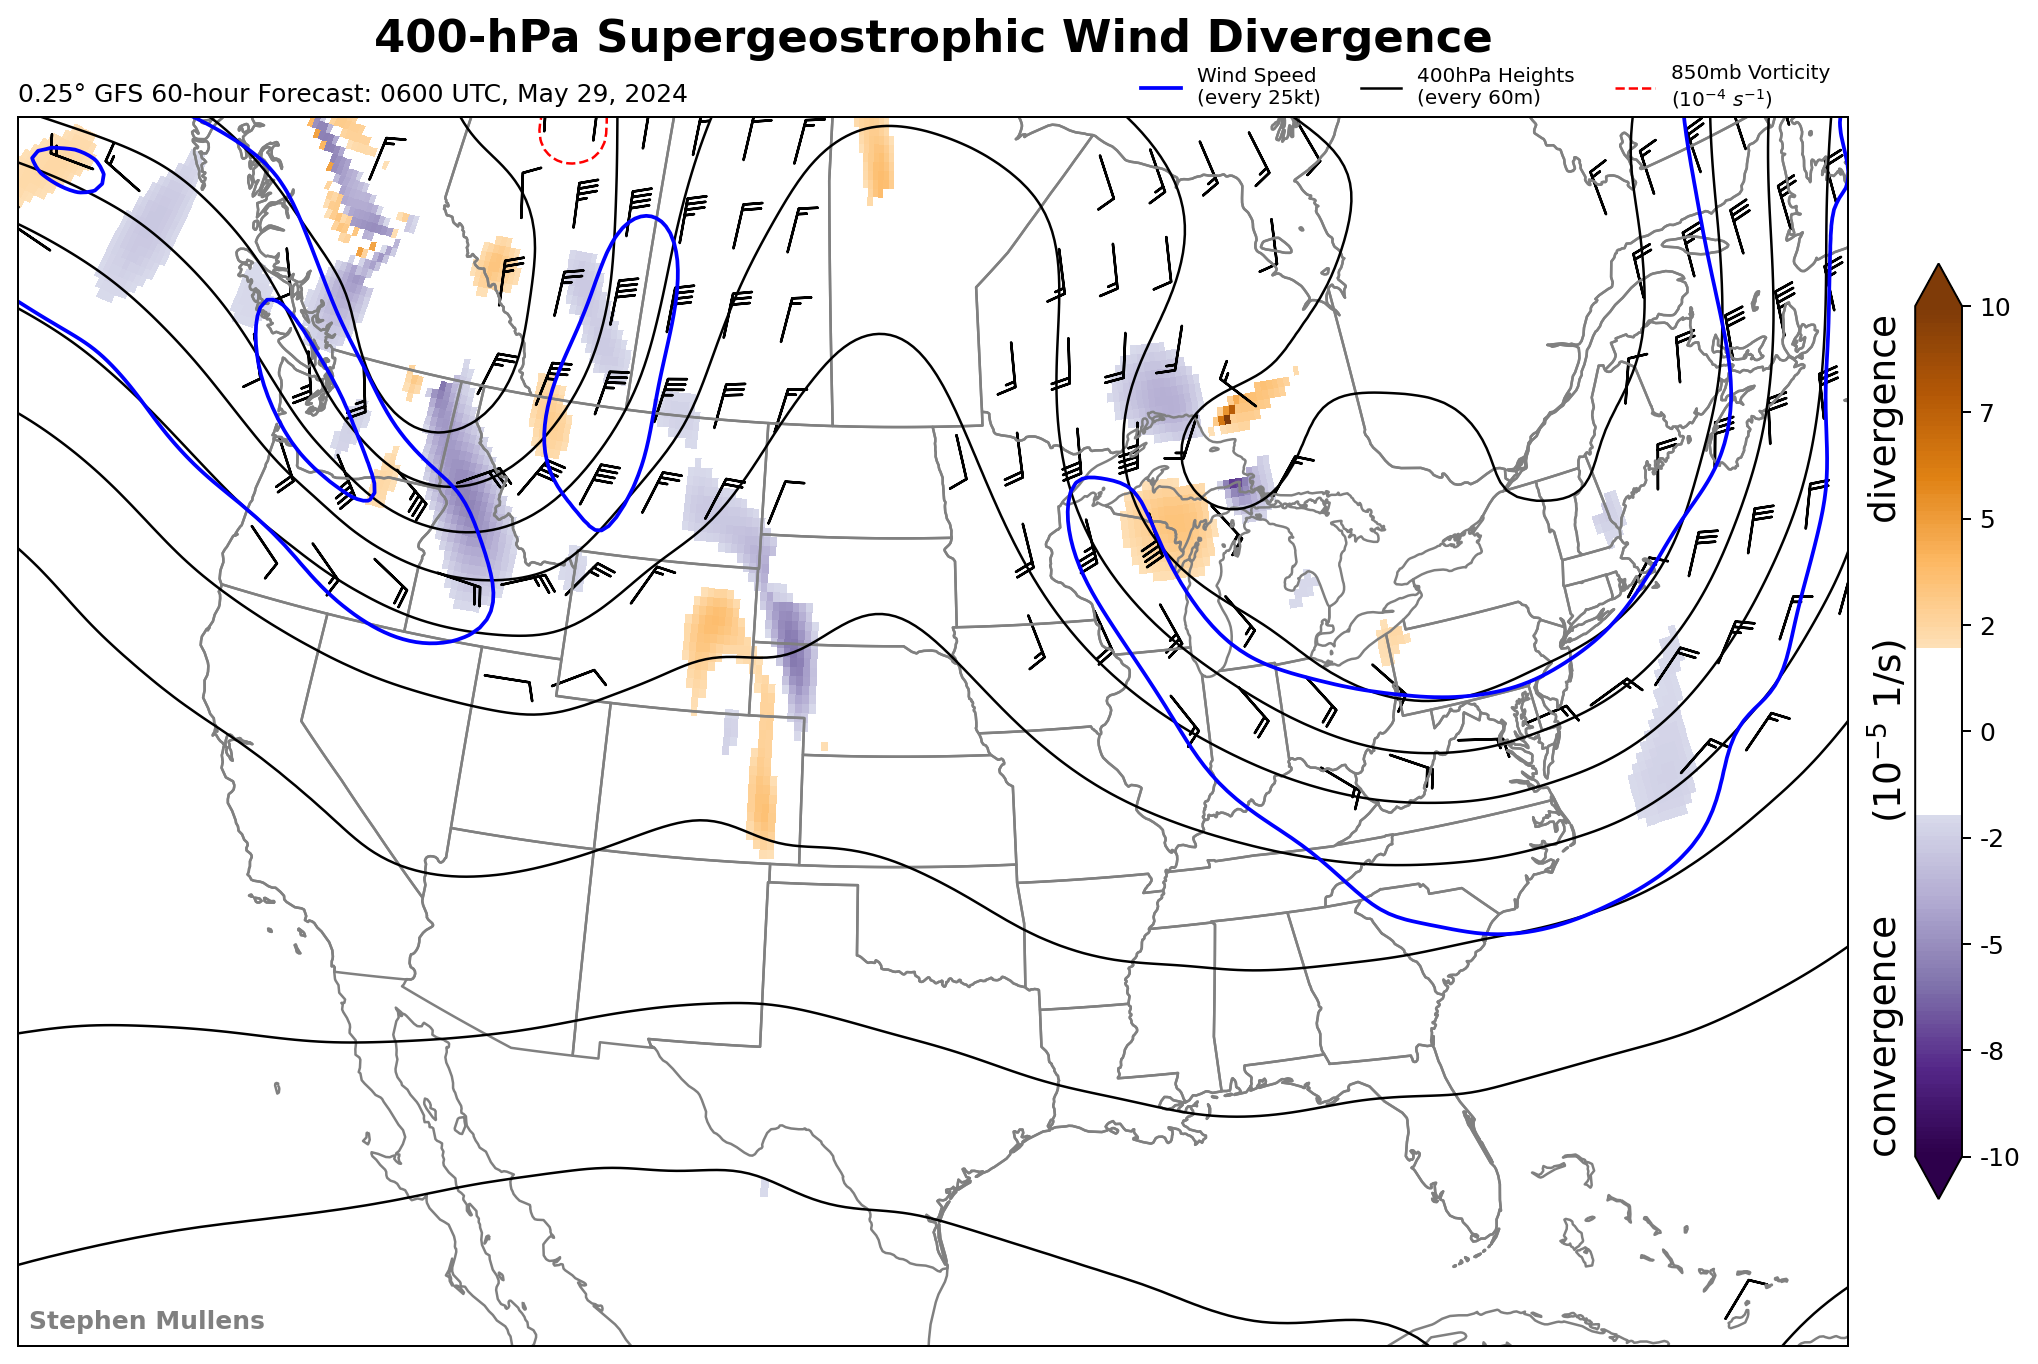 400-hPa Supergeostrophic Wind Divergence
0.25° GFS 60-hour Forecast: 0600 UTC, May 29, 2024
Wind Speed
(every 25kt)
400hPa Heights
(every 60m)
850mb Vorticity
(10⁻⁴ s⁻¹)
10
7
5
2
0
-2
-5
-8
-10
convergence (10⁻⁵ 1/s) divergence
Stephen Mullens